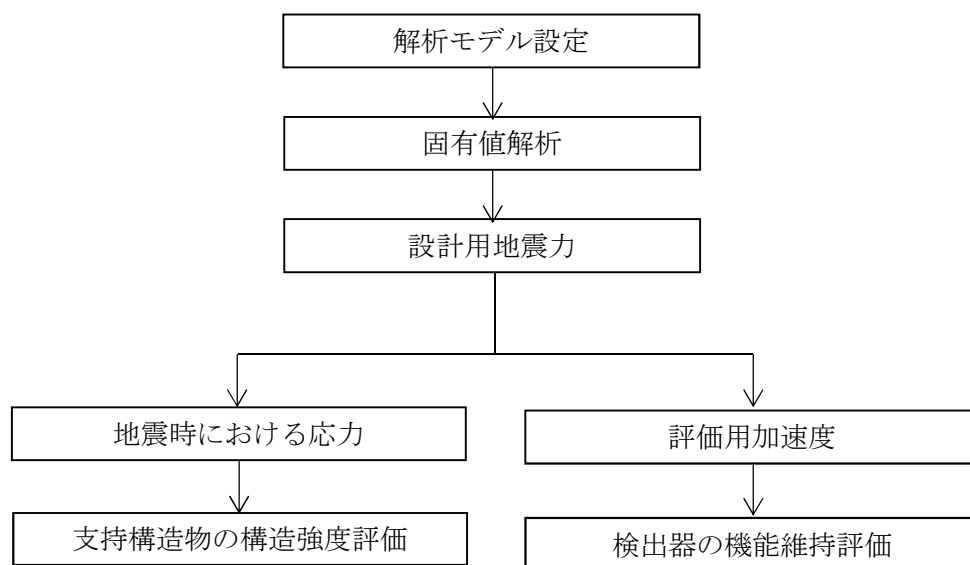 解析モデル設定
固有値解析
設計用地震力
地震時における応力
評価用加速度
支持構造物の構造強度評価
検出器の機能維持評価